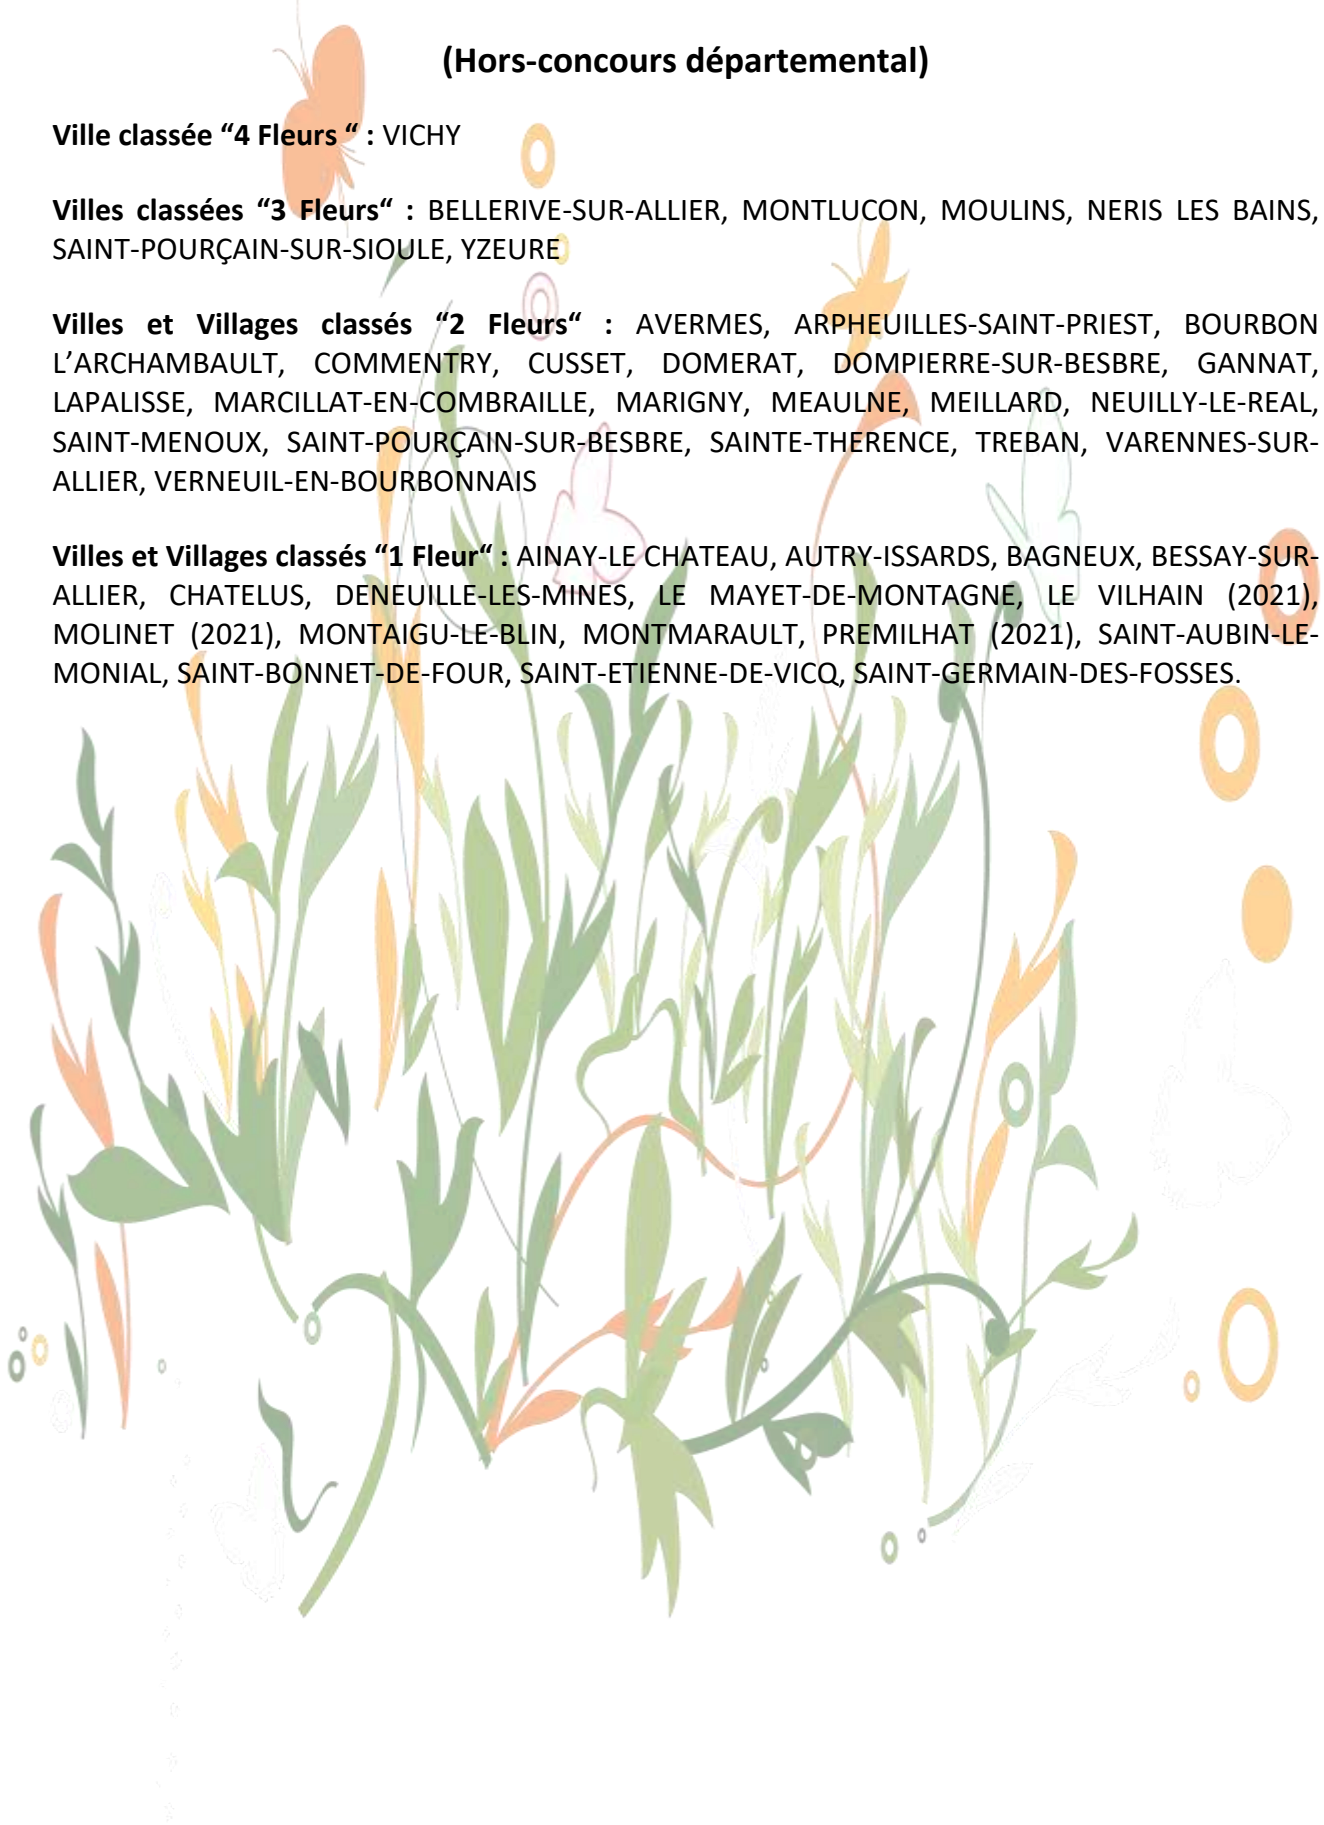 (Hors-concours départemental)
Ville classée “4 Fleurs “ : VICHY
Villes classées “3 Fleurs“ : BELLERIVE-SUR-ALLIER, MONTLUCON, MOULINS, NERIS LES BAINS,
SAINT-POURÇAIN-SUR-SIOULE, YZEURE
Villes et Villages classés “2 Fleurs“ : AVERMES, ARPHEUILLES-SAINT-PRIEST, BOURBON
L’ARCHAMBAULT, COMMENTRY, CUSSET, DOMERAT, DOMPIERRE-SUR-BESBRE, GANNAT,
LAPALISSE, MARCILLAT-EN-COMBRAILLE, MARIGNY, MEAULNE, MEILLARD, NEUILLY-LE-REAL,
SAINT-MENOUX, SAINT-POURÇAIN-SUR-BESBRE, SAINTE-THERENCE, TREBAN, VARENNES-SUR-
ALLIER, VERNEUIL-EN-BOURBONNAIS
Villes et Villages classés “1 Fleur“ : AINAY-LE CHATEAU, AUTRY-ISSARDS, BAGNEUX, BESSAY-SUR-
ALLIER, CHATELUS, DENEUILLE-LES-MINES, LE MAYET-DE-MONTAGNE, LE VILHAIN (2021),
MOLINET (2021), MONTAIGU-LE-BLIN, MONTMARAULT, PREMILHAT (2021), SAINT-AUBIN-LE-
MONIAL, SAINT-BONNET-DE-FOUR, SAINT-ETIENNE-DE-VICQ, SAINT-GERMAIN-DES-FOSSES.